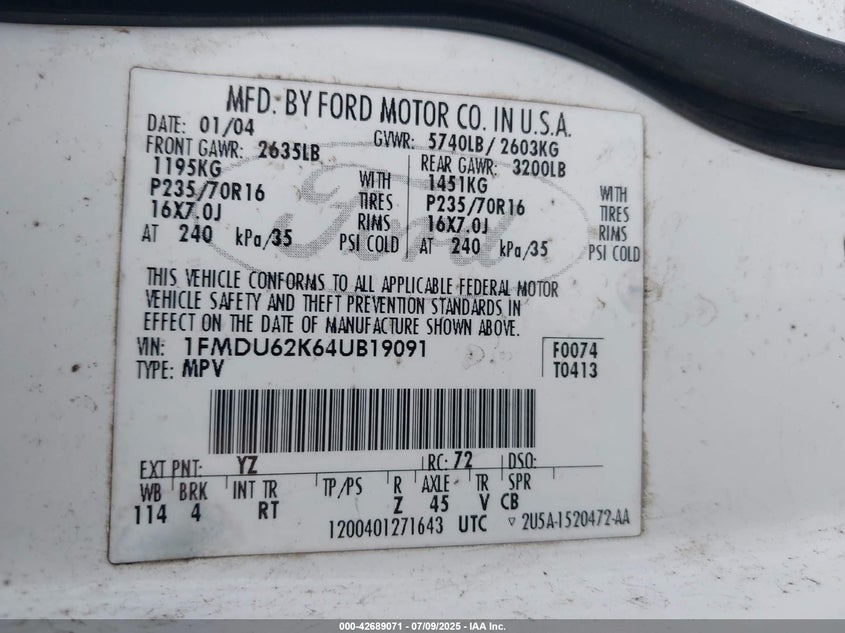 MFD. BY FORD MOTOR CO. IN U.S.A.
DATE: 01/04 GVWR: 5740LB / 2603KG
FRONT GAWR: 2635LB REAR GAWR: 3200LB
1195KG WITH 1451KG WITH
P235/70R16 TIRES P235/70R16 TIRES
16X7.0J RIMS 16X7.0J RIMS
AT 240 kPa/35 PSI COLD AT 240 kPa/35 PSI COLD
Ford
THIS VEHICLE CONFORMS TO ALL APPLICABLE FEDERAL MOTOR
VEHICLE SAFETY AND THEFT PREVENTION STANDARDS IN
EFFECT ON THE DATE OF MANUFACTURE SHOWN ABOVE.
VIN: 1FMDU62K64UB19091 F0074
TYPE: MPV T0413
EXT PNT: YZ RC: 72 DSO:
WB BRK INT TR TP/PS R AXLE TR SPR
114 4 RT Z 45 V CB
1200401271643 UTC ▽ 2U5A-1520472-AA
000-42689071 - 07/09/2025 - IAA Inc.